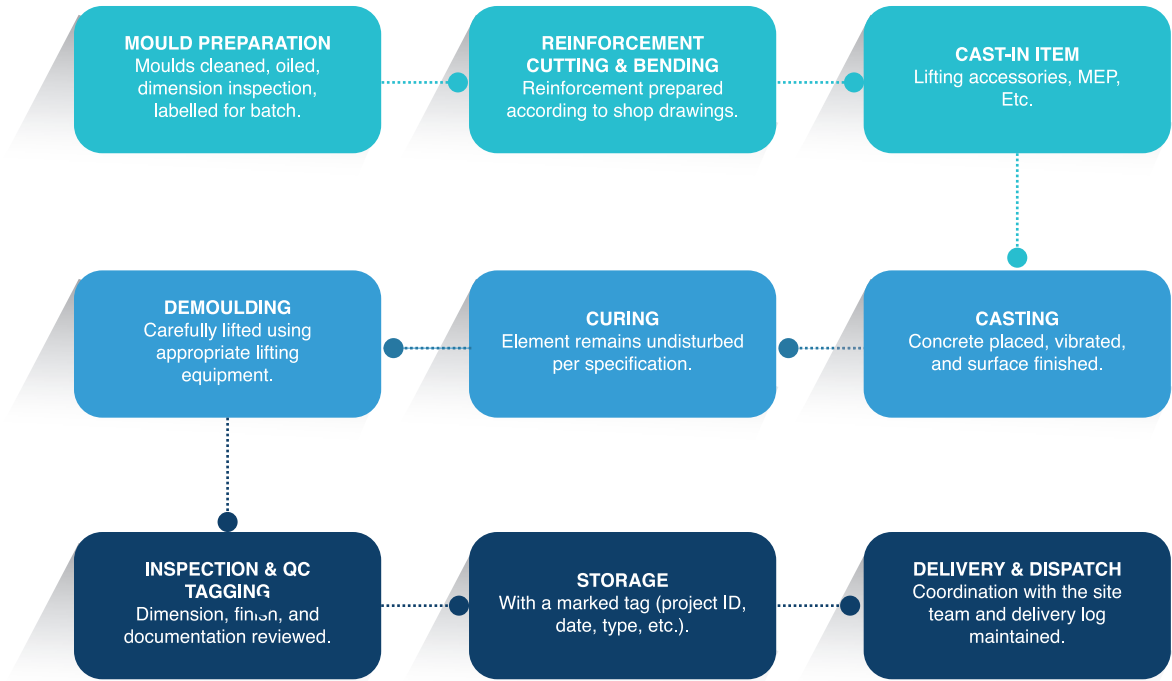 MOULD PREPARATION
Moulds cleaned, oiled,
dimension inspection,
labelled for batch.
REINFORCEMENT
CUTTING & BENDING
Reinforcement prepared
according to shop drawings.
CAST-IN ITEM
Lifting accessories, MEP,
Etc.
DEMOULDING
Carefully lifted using
appropriate lifting
equipment.
CURING
Element remains undisturbed
per specification.
CASTING
Concrete placed, vibrated,
and surface finished.
INSPECTION & QC
TAGGING
Dimension, finish, and
documentation reviewed.
STORAGE
With a marked tag (project ID,
date, type, etc.).
DELIVERY & DISPATCH
Coordination with the site
team and delivery log
maintained.